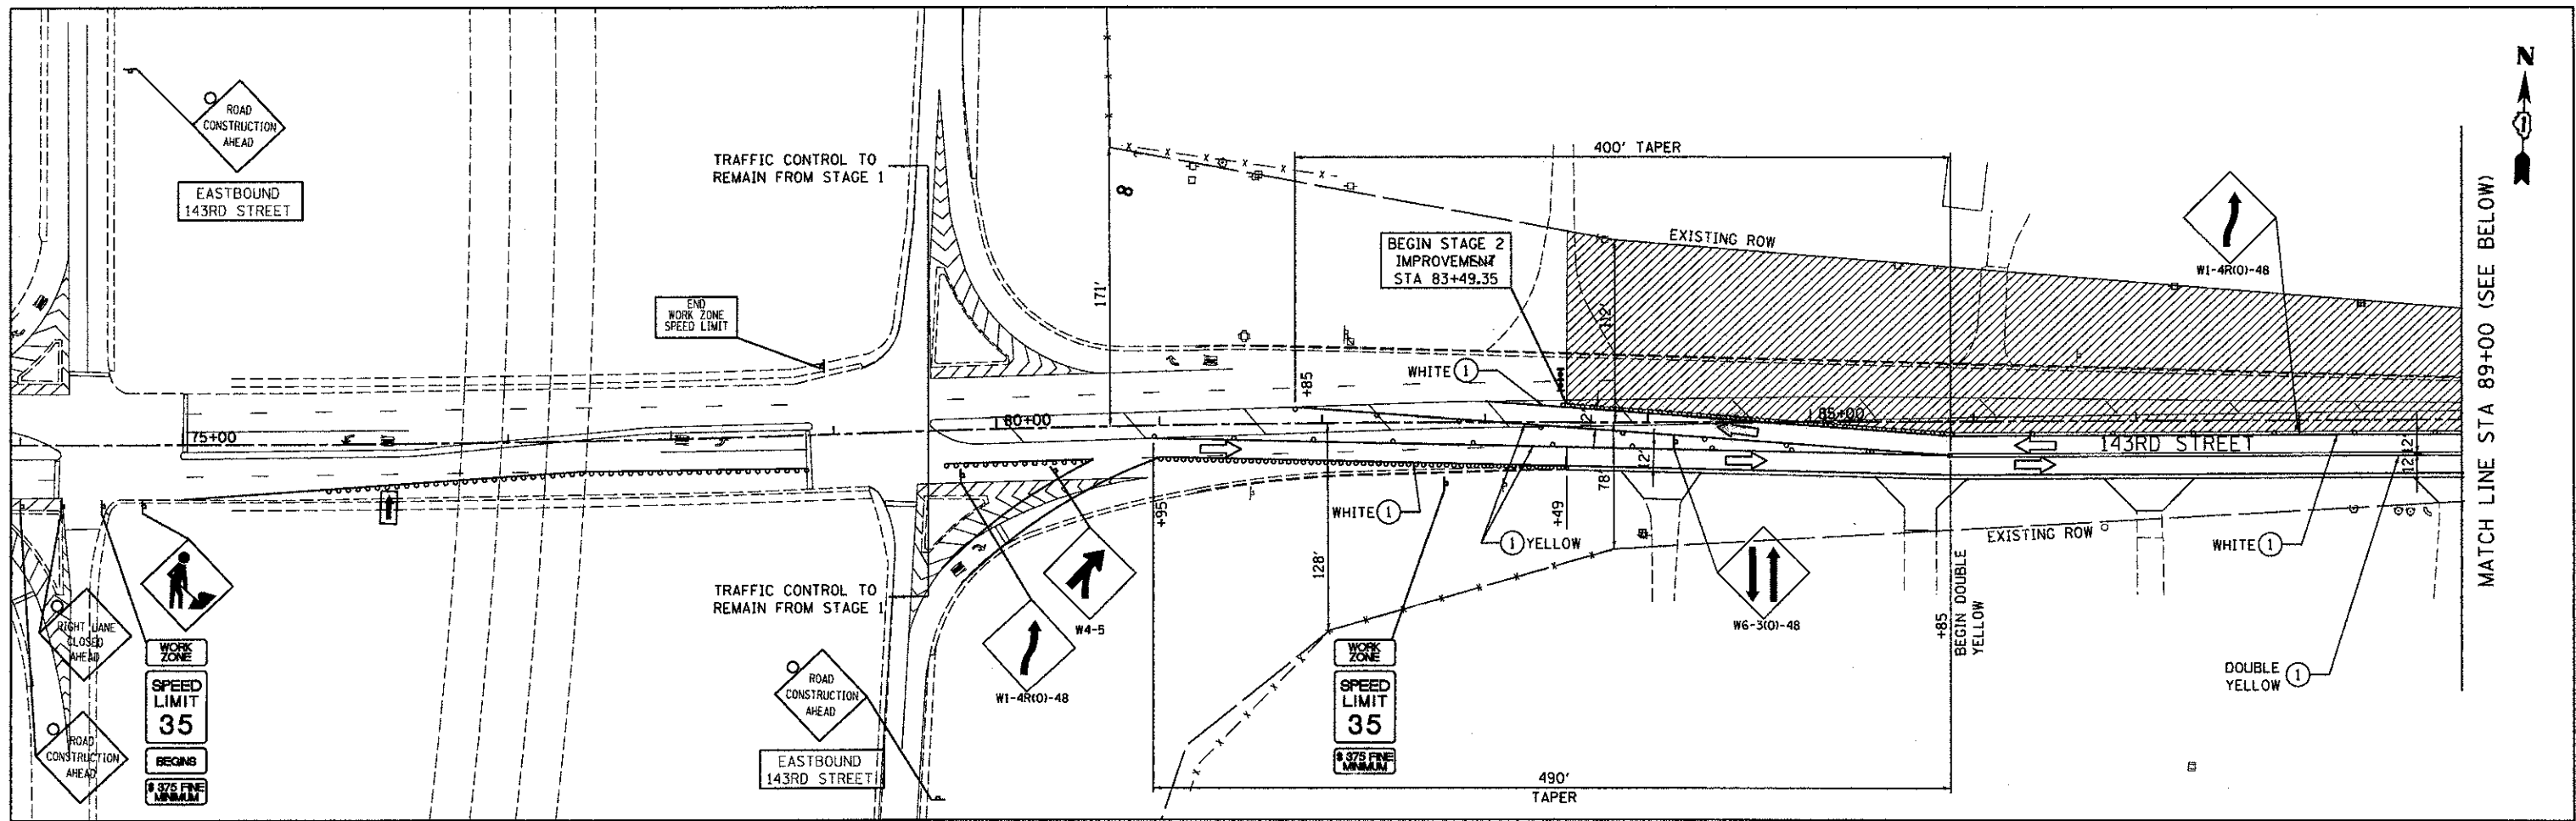 ROAD
CONSTRUCTION
AHEAD
EASTBOUND
143RD STREET
TRAFFIC CONTROL TO
REMAIN FROM STAGE 1
END
WORK ZONE
SPEED LIMIT
171'
400' TAPER
BEGIN STAGE 2
IMPROVEMENT
STA 83+49.35
EXISTING ROW
112'
W1-4R(O)-48
N
MATCH LINE STA 89+00 (SEE BELOW)
+85
WHITE 1
75+00
80+00
85+00
12'
143RD STREET
12'
12'
12'
78'
+95
+49
WHITE 1
1 YELLOW
128'
EXISTING ROW
WHITE 1
+85
BEGIN DOUBLE
YELLOW
DOUBLE
YELLOW 1
W6-3(O)-48
W4-5
W1-4R(O)-48
TRAFFIC CONTROL TO
REMAIN FROM STAGE 1
RIGHT LANE
CLOSED
AHEAD
ROAD
CONSTRUCTION
AHEAD
WORK
ZONE
SPEED
LIMIT
35
BEGINS
$375 FINE
MINIMUM
ROAD
CONSTRUCTION
AHEAD
EASTBOUND
143RD STREET
WORK
ZONE
SPEED
LIMIT
35
$375 FINE
MINIMUM
490'
TAPER